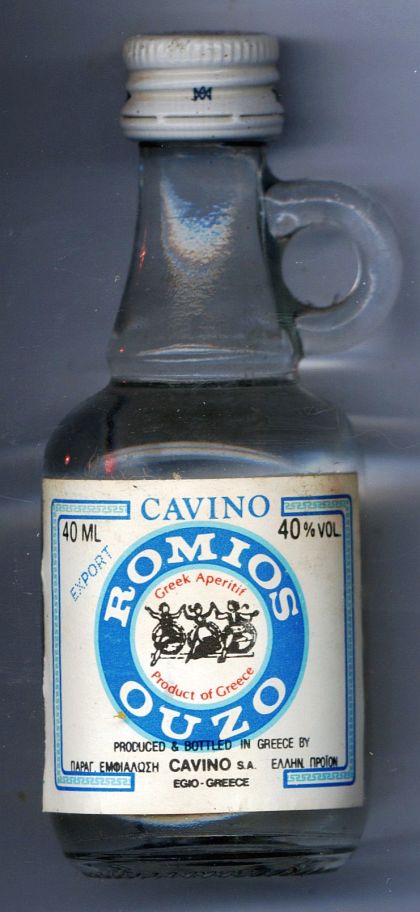 CAVINO
40 ML
40 % VOL
EXPORT
ROMIOS
Greek Aperitif
Product of Greece
OUZO
PRODUCED & BOTTLED IN GREECE BY
ΠΑΡΑΓ. ΕΜΦΙΑΛΩΣΗ CAVINO S.A. ΕΛΛΗΝ. ΠΡΟΪΟΝ
EGIO - GREECE